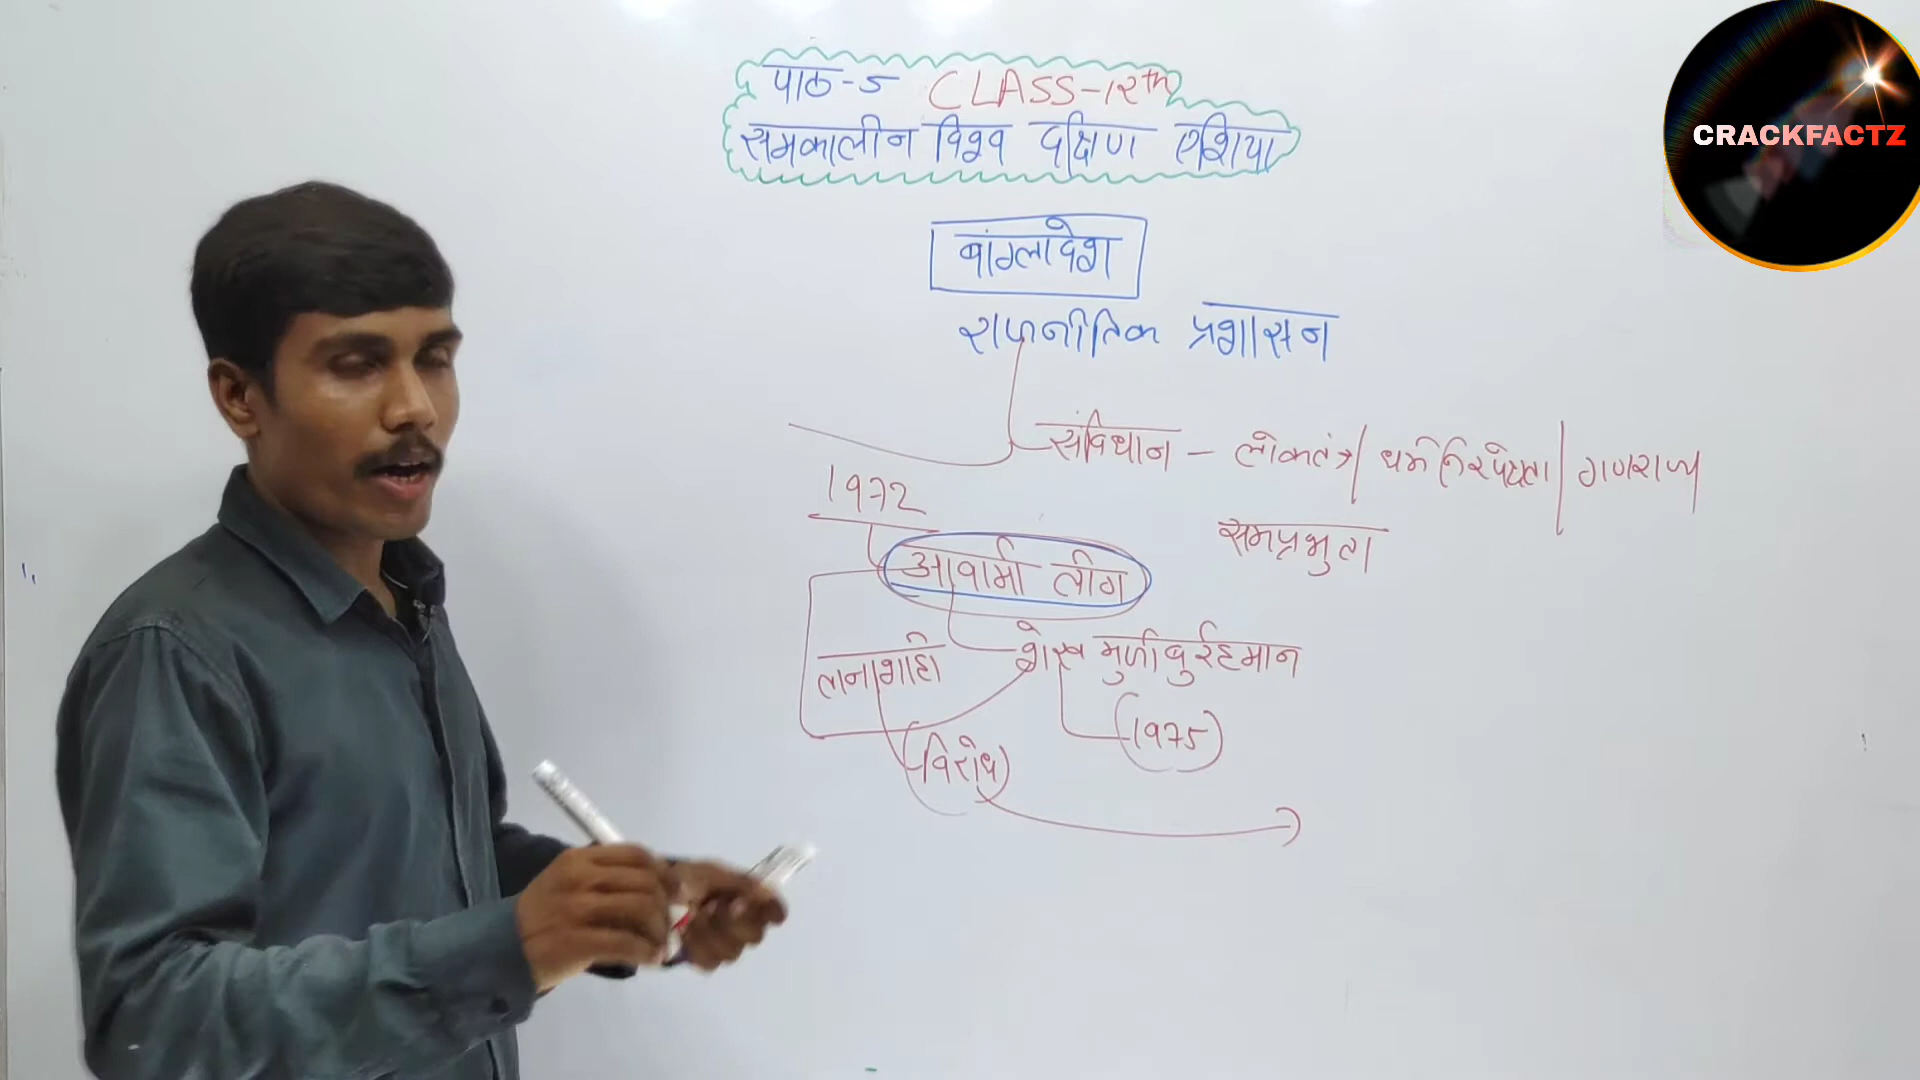 पाठ-5 CLASS-12th
समकालीन विश्व दक्षिण एशिया
CRACKFACTZ
बांग्लादेश
राजनीतिक प्रशासन
संविधान - लोकतंत्र / धर्मनिरपेक्षता / गणराज्य
समप्रभुता
1972
आवामी लीग
तानाशाही
शेख मुजीबुर्रहमान
(1975)
(विरोध)